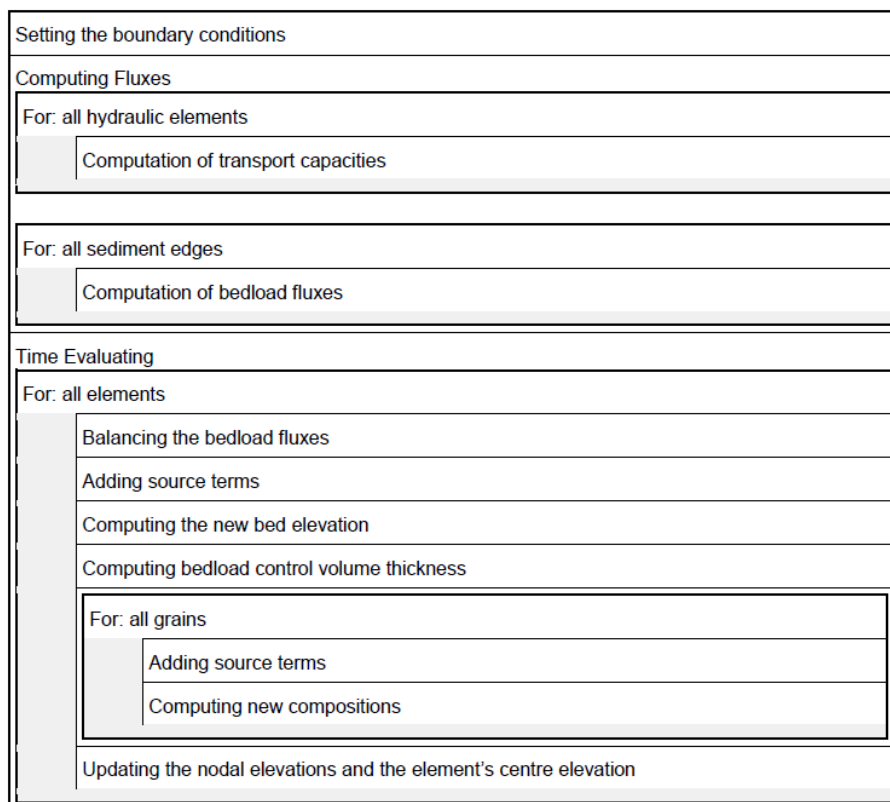 Setting the boundary conditions
Computing Fluxes
For: all hydraulic elements
Computation of transport capacities
For: all sediment edges
Computation of bedload fluxes
Time Evaluating
For: all elements
Balancing the bedload fluxes
Adding source terms
Computing the new bed elevation
Computing bedload control volume thickness
For: all grains
Adding source terms
Computing new compositions
Updating the nodal elevations and the element’s centre elevation